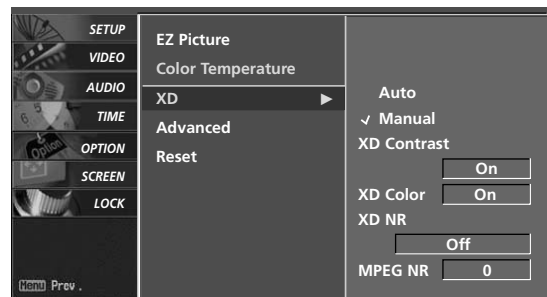 SETUP
VIDEO
AUDIO
TIME
OPTION
SCREEN
LOCK
Menu Prev.
EZ Picture
Color Temperature
XD ▶
Advanced
Reset
Auto
✓ Manual
XD Contrast
On
XD Color On
XD NR
Off
MPEG NR 0